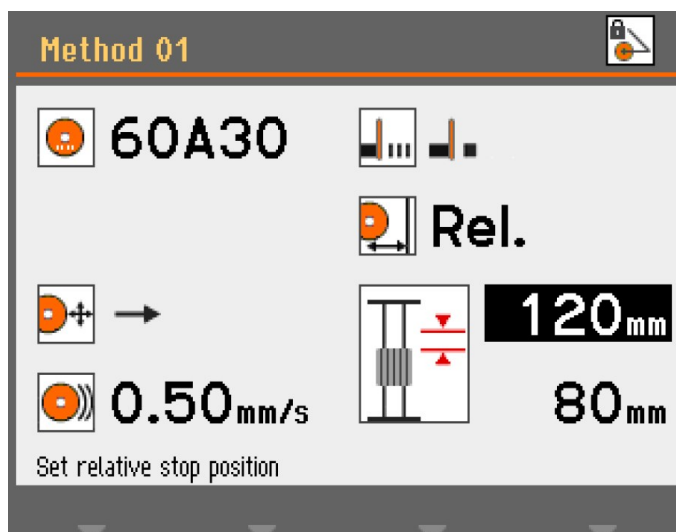 Method 01
60A30
Rel.
120mm
0.50mm/s
80mm
Set relative stop position